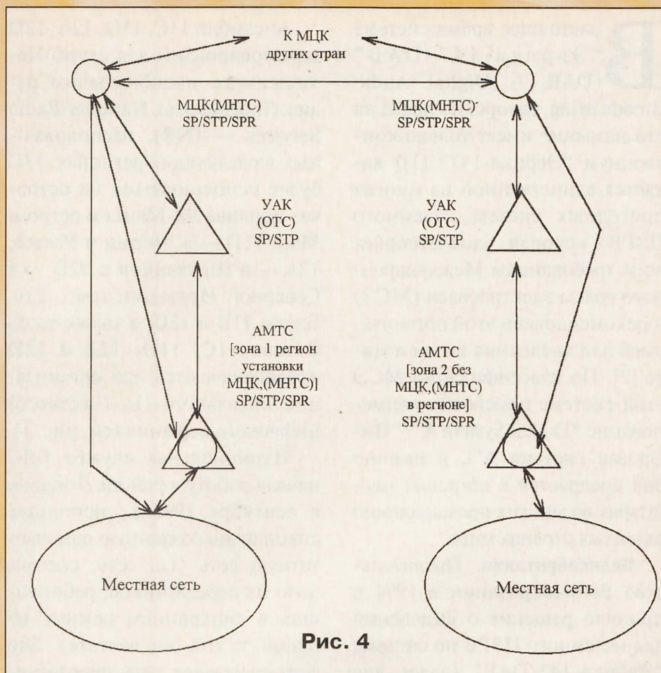 К МЦК
других стран
МЦК(МНТС)
SP/STP/SPR
МЦК(МНТС)
SP/STP/SPR
УАК
(ОТС)
SP/STP
УАК
(ОТС)
SP/STP
АМТС
[зона 1 регион
установки
МЦК,(МНТС)]
SP/STP/SPR
АМТС
[зона 2 без
МЦК,(МНТС)
в регионе]
SP/STP/SPR
Местная сеть
Местная сеть
Рис. 4